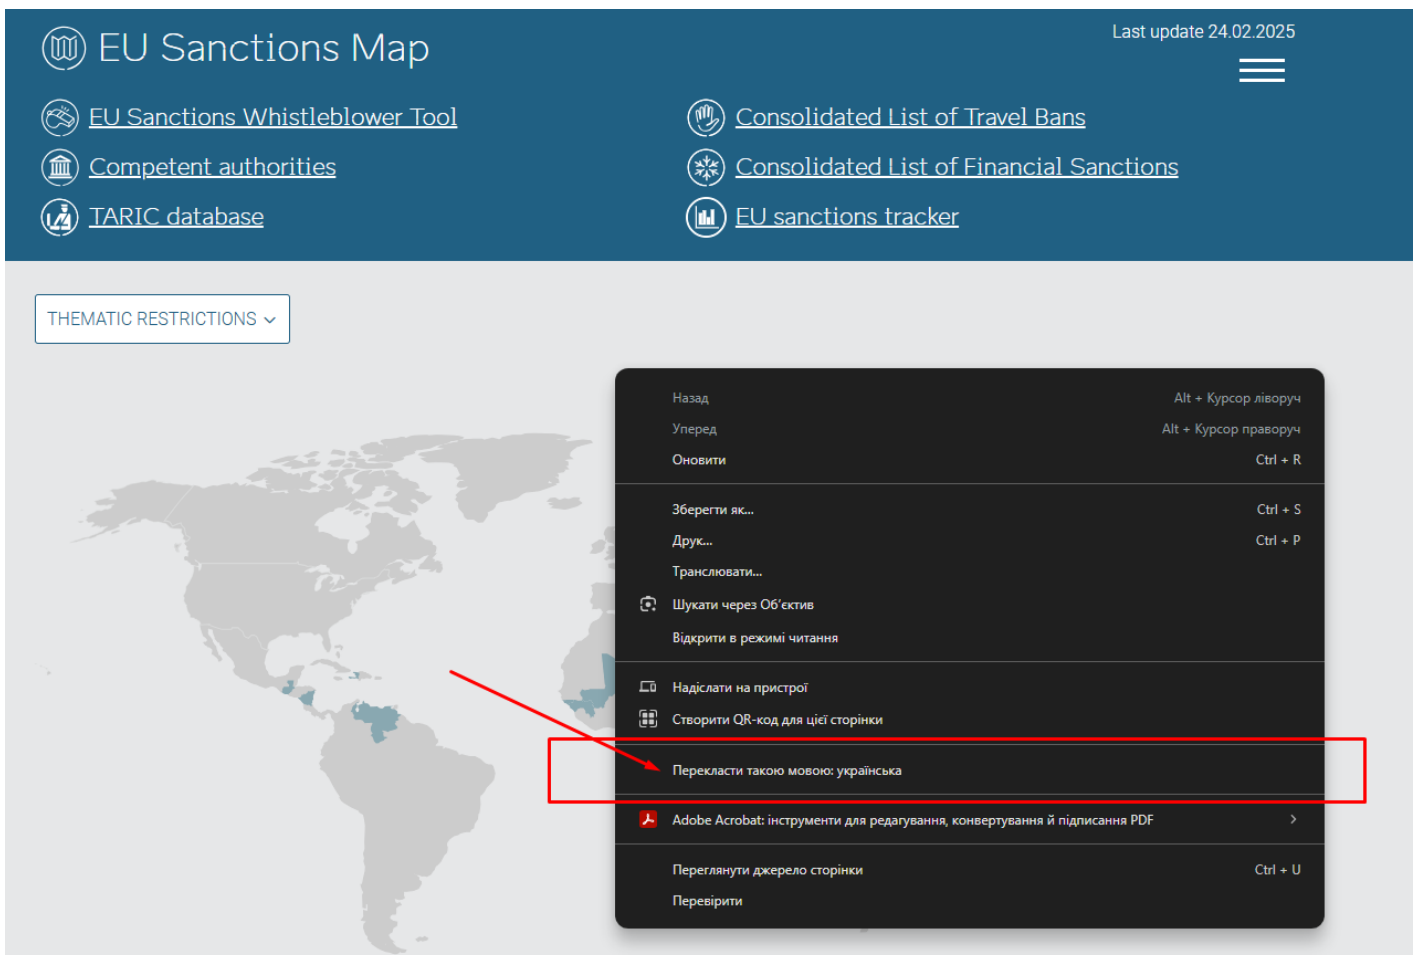 EU Sanctions Map
Last update 24.02.2025
EU Sanctions Whistleblower Tool
Consolidated List of Travel Bans
Competent authorities
Consolidated List of Financial Sanctions
TARIC database
EU sanctions tracker
THEMATIC RESTRICTIONS
Назад Alt + Курсор ліворуч
Уперед Alt + Курсор праворуч
Оновити Ctrl + R
Зберегти як... Ctrl + S
Друк... Ctrl + P
Транслювати...
Шукати через Об'єктив
Відкрити в режимі читання
Надіслати на пристрої
Створити QR-код для цієї сторінки
Перекласти такою мовою: українська
Adobe Acrobat: інструменти для редагування, конвертування й підписання PDF
Переглянути джерело сторінки Ctrl + U
Перевірити